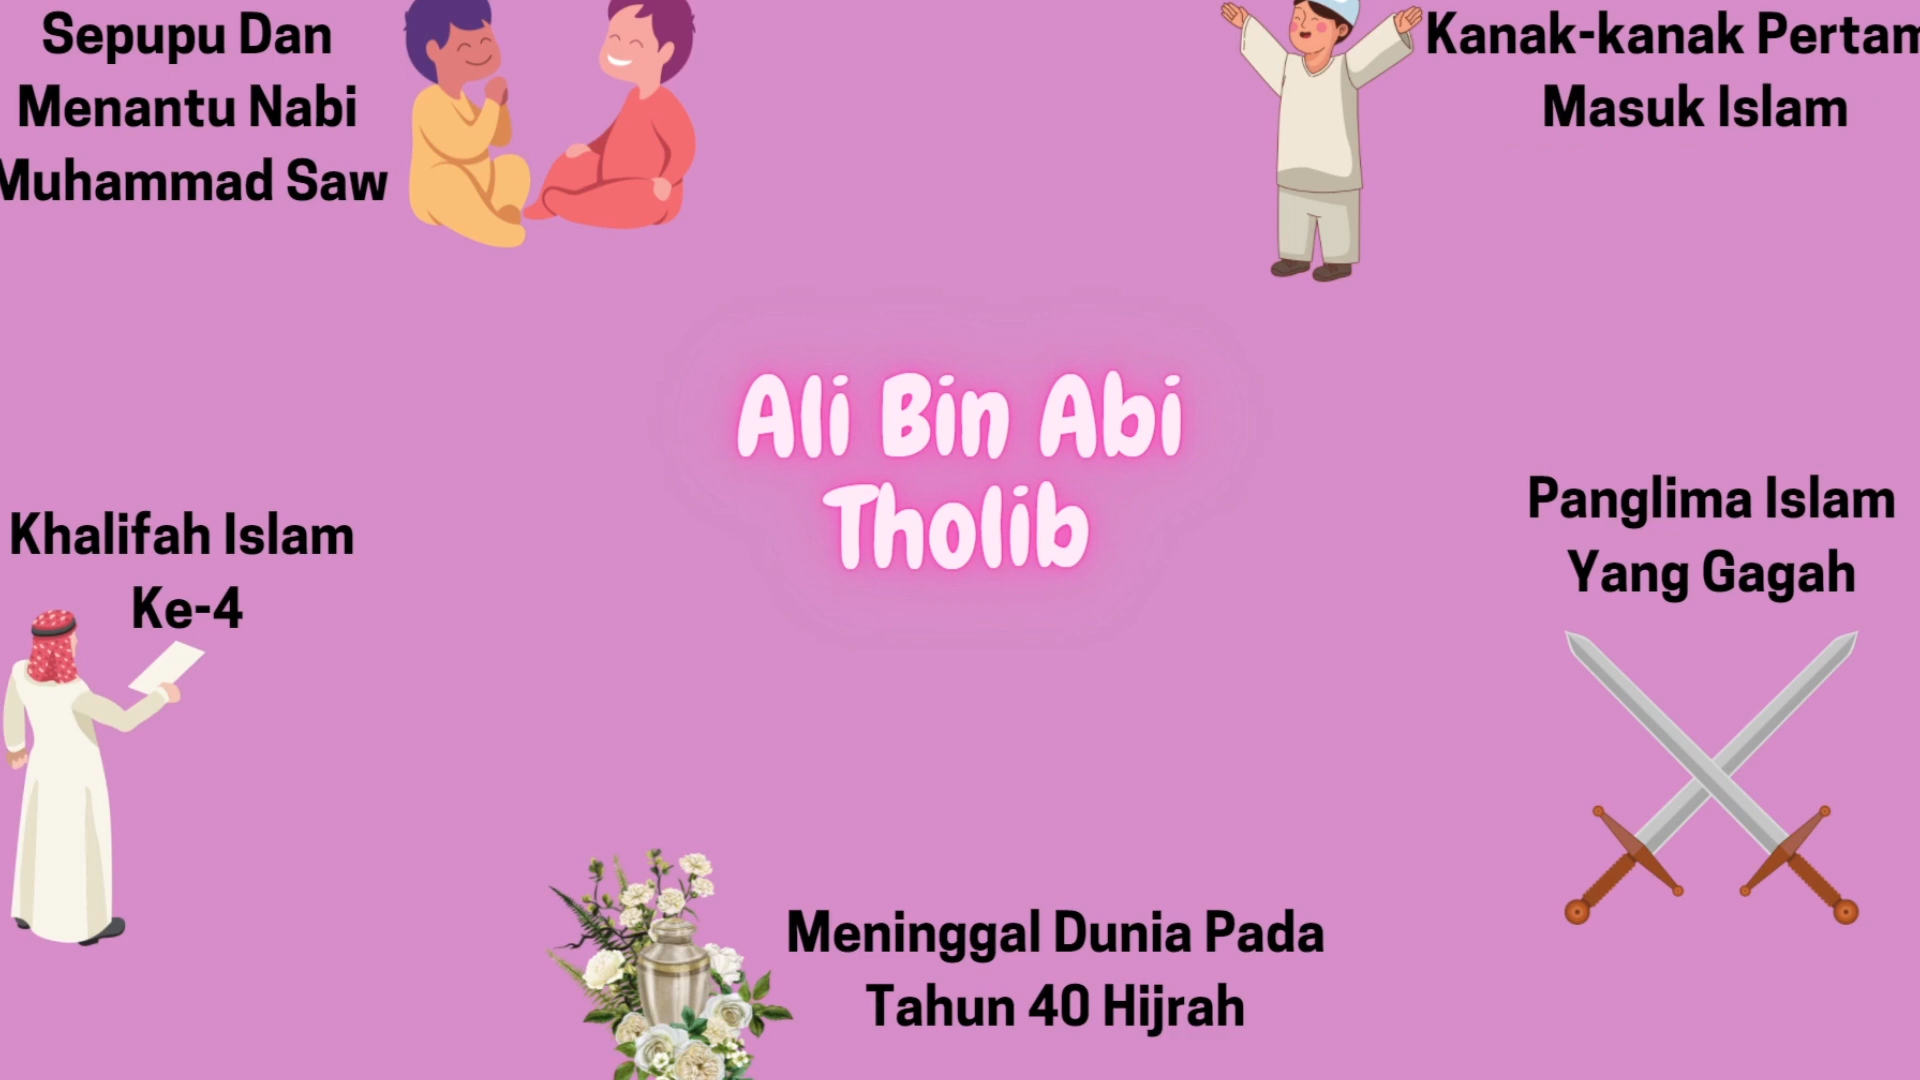 Sepupu Dan
Menantu Nabi
Muhammad Saw
Kanak-kanak Pertam
Masuk Islam
Ali Bin Abi
Tholib
Khalifah Islam
Ke-4
Panglima Islam
Yang Gagah
Meninggal Dunia Pada
Tahun 40 Hijrah